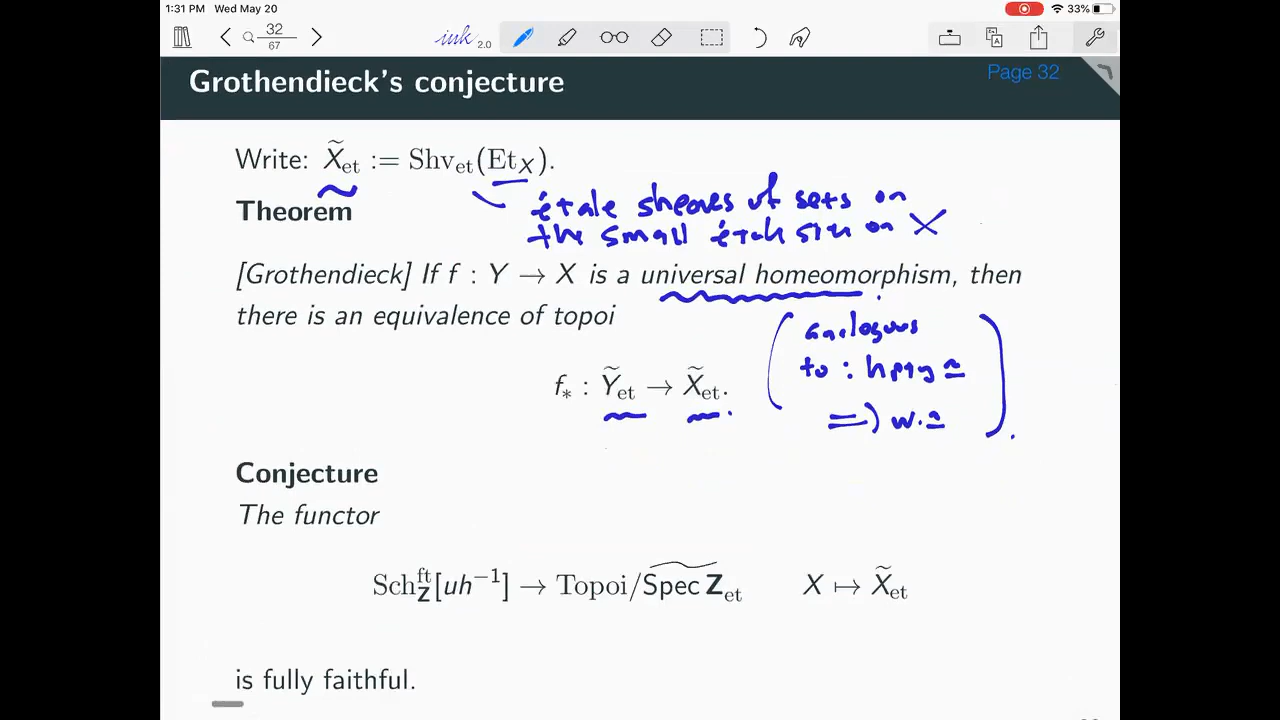 1:31 PM Wed May 20
33%
32
67
ink 2.0
Grothendieck's conjecture
Page 32
Write: X̃_et := Shv_et(Et_X).
étale sheaves of sets on
the small étale site on X
Theorem
[Grothendieck] If f : Y → X is a universal homeomorphism, then
there is an equivalence of topoi
f_* : Ỹ_et → X̃_et.
analogous
to : hpty ≃
=> w.≃
Conjecture
The functor
Sch^ft_Z[uh^-1] → Topoi/Spec Z_et X ↦ X̃_et
is fully faithful.